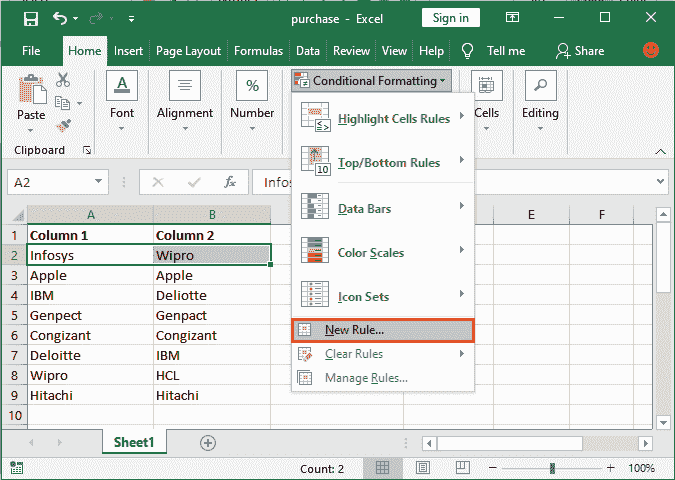 purchase - Excel Sign in
File Home Insert Page Layout Formulas Data Review View Help Tell me Share
Paste
Clipboard
Font
Alignment
%
Number
Conditional Formatting
Cells
Editing
Highlight Cells Rules
10
Top/Bottom Rules
Data Bars
Color Scales
Icon Sets
New Rule...
Clear Rules
Manage Rules...
A2 fx Infos
A B E F
1 Column 1 Column 2
2 Infosys Wipro
3 Apple Apple
4 IBM Deliotte
5 Genpect Genpact
6 Congizant Congizant
7 Deloitte IBM
8 Wipro HCL
9 Hitachi Hitachi
10
Sheet1
Count: 2 100%